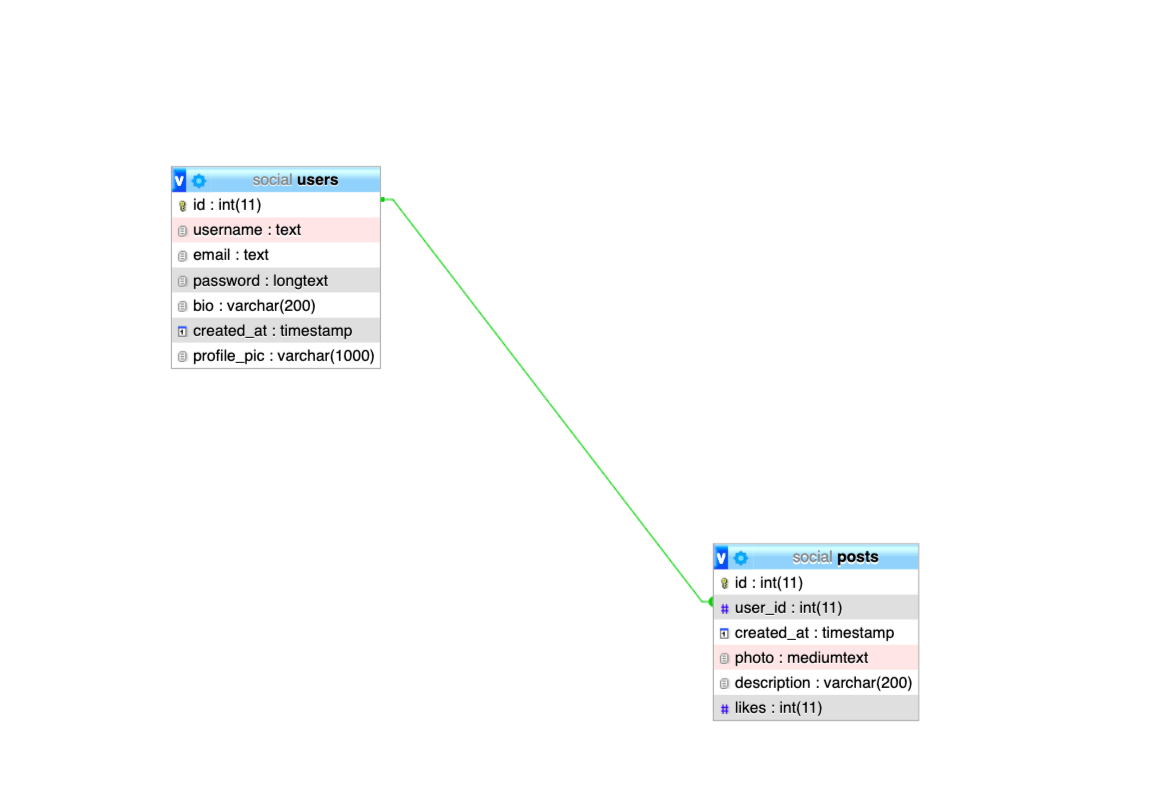 v social users
id : int(11)
username : text
email : text
password : longtext
bio : varchar(200)
created_at : timestamp
profile_pic : varchar(1000)
v social posts
id : int(11)
# user_id : int(11)
created_at : timestamp
photo : mediumtext
description : varchar(200)
# likes : int(11)